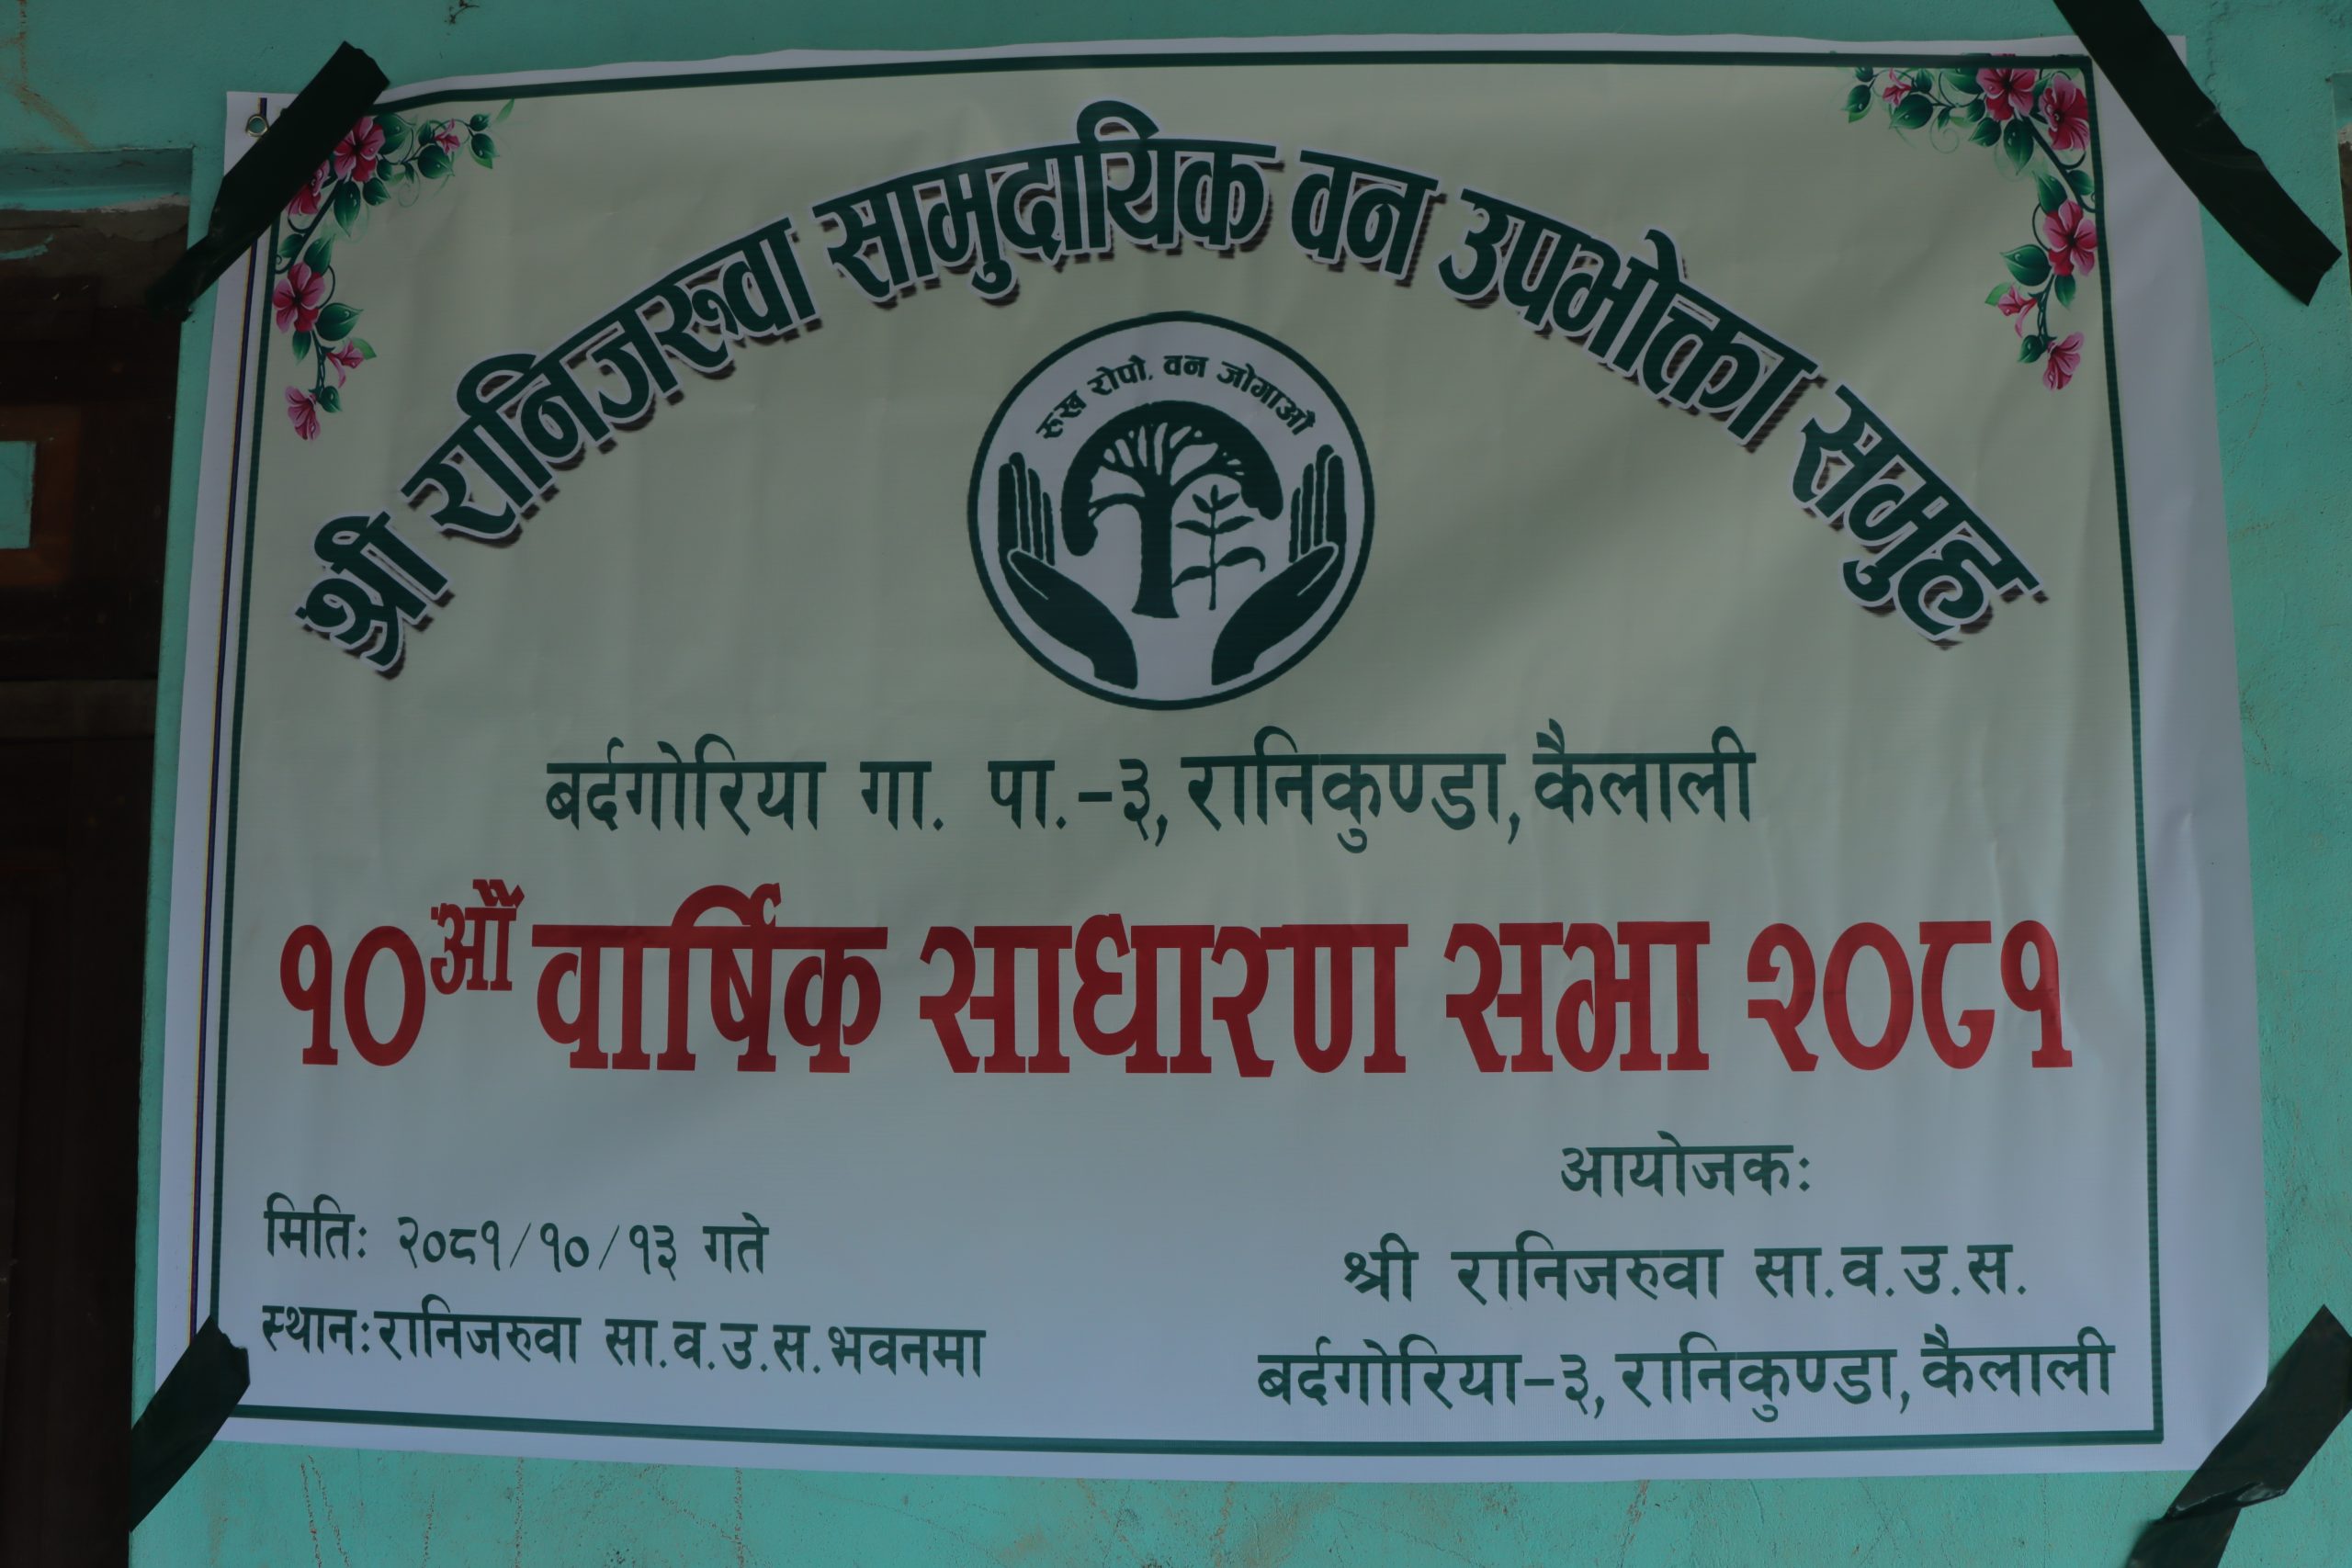 श्री रानिजरूवा सामुदायिक वन उपभोक्ता समुह
रुख रोपौ, वन जोगाऔ
बर्दगोरिया गा. पा.-३, रानिकुण्डा, कैलाली
१०औं वार्षिक साधारण सभा २०८१
आयोजकः
मितिः २०८१/१०/१३ गते
श्री रानिजरुवा सा.व.उ.स.
स्थानः रानिजरुवा सा.व.उ.स. भवनमा
बर्दगोरिया-३, रानिकुण्डा, कैलाली